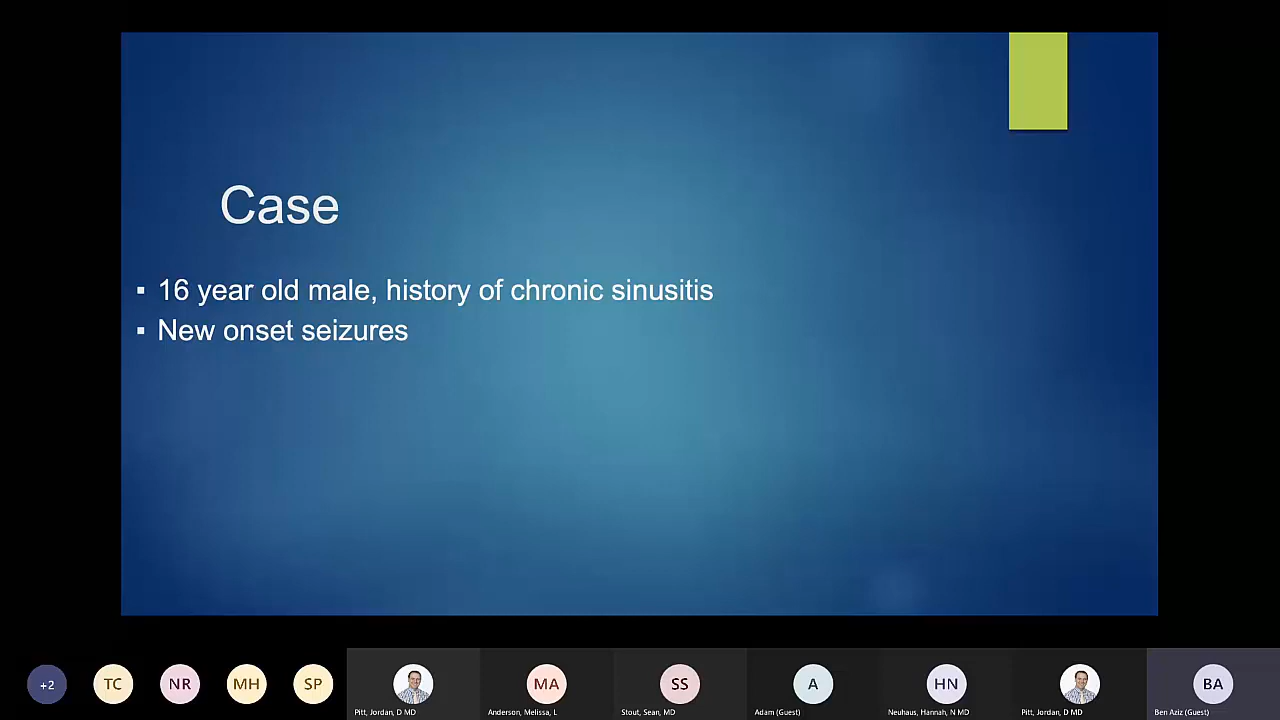 Case
▪ 16 year old male, history of chronic sinusitis
▪ New onset seizures
+2
TC
NR
MH
SP
MA
SS
A
HN
BA
Pitt, Jordan, D MD
Anderson, Melissa, L
Stout, Sean, MD
Adam (Guest)
Neuhaus, Hannah, N MD
Pitt, Jordan, D MD
Ben Aziz (Guest)